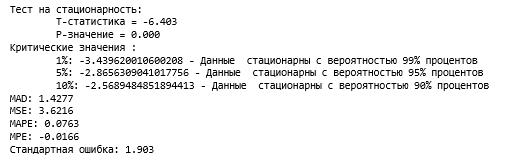 Тест на стационарность:
T-статистика = -6.403
P-значение = 0.000
Критические значения :
1%: -3.439620010600208 - Данные стационарны с вероятностью 99% процентов
5%: -2.8656309041017756 - Данные стационарны с вероятностью 95% процентов
10%: -2.5689484851894413 - Данные стационарны с вероятностью 90% процентов
MAD: 1.4277
MSE: 3.6216
MAPE: 0.0763
MPE: -0.0166
Стандартная ошибка: 1.903